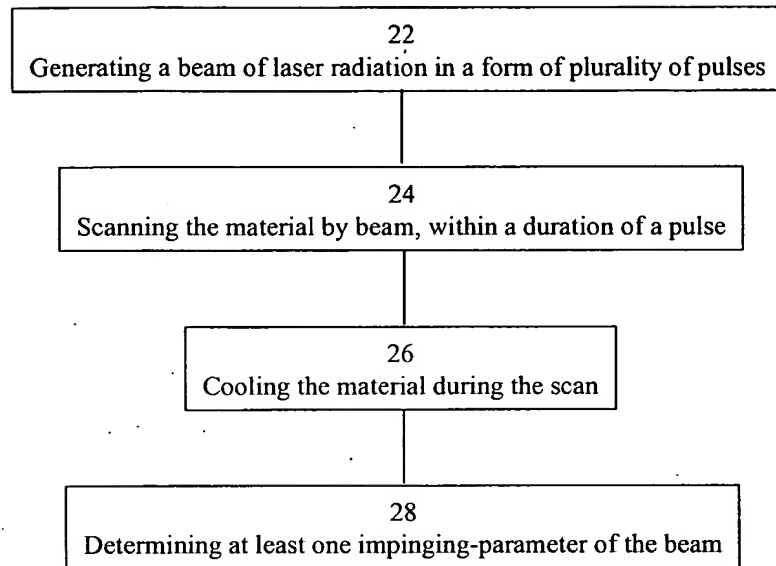 22
Generating a beam of laser radiation in a form of plurality of pulses
24
Scanning the material by beam, within a duration of a pulse
26
Cooling the material during the scan
28
Determining at least one impinging-parameter of the beam